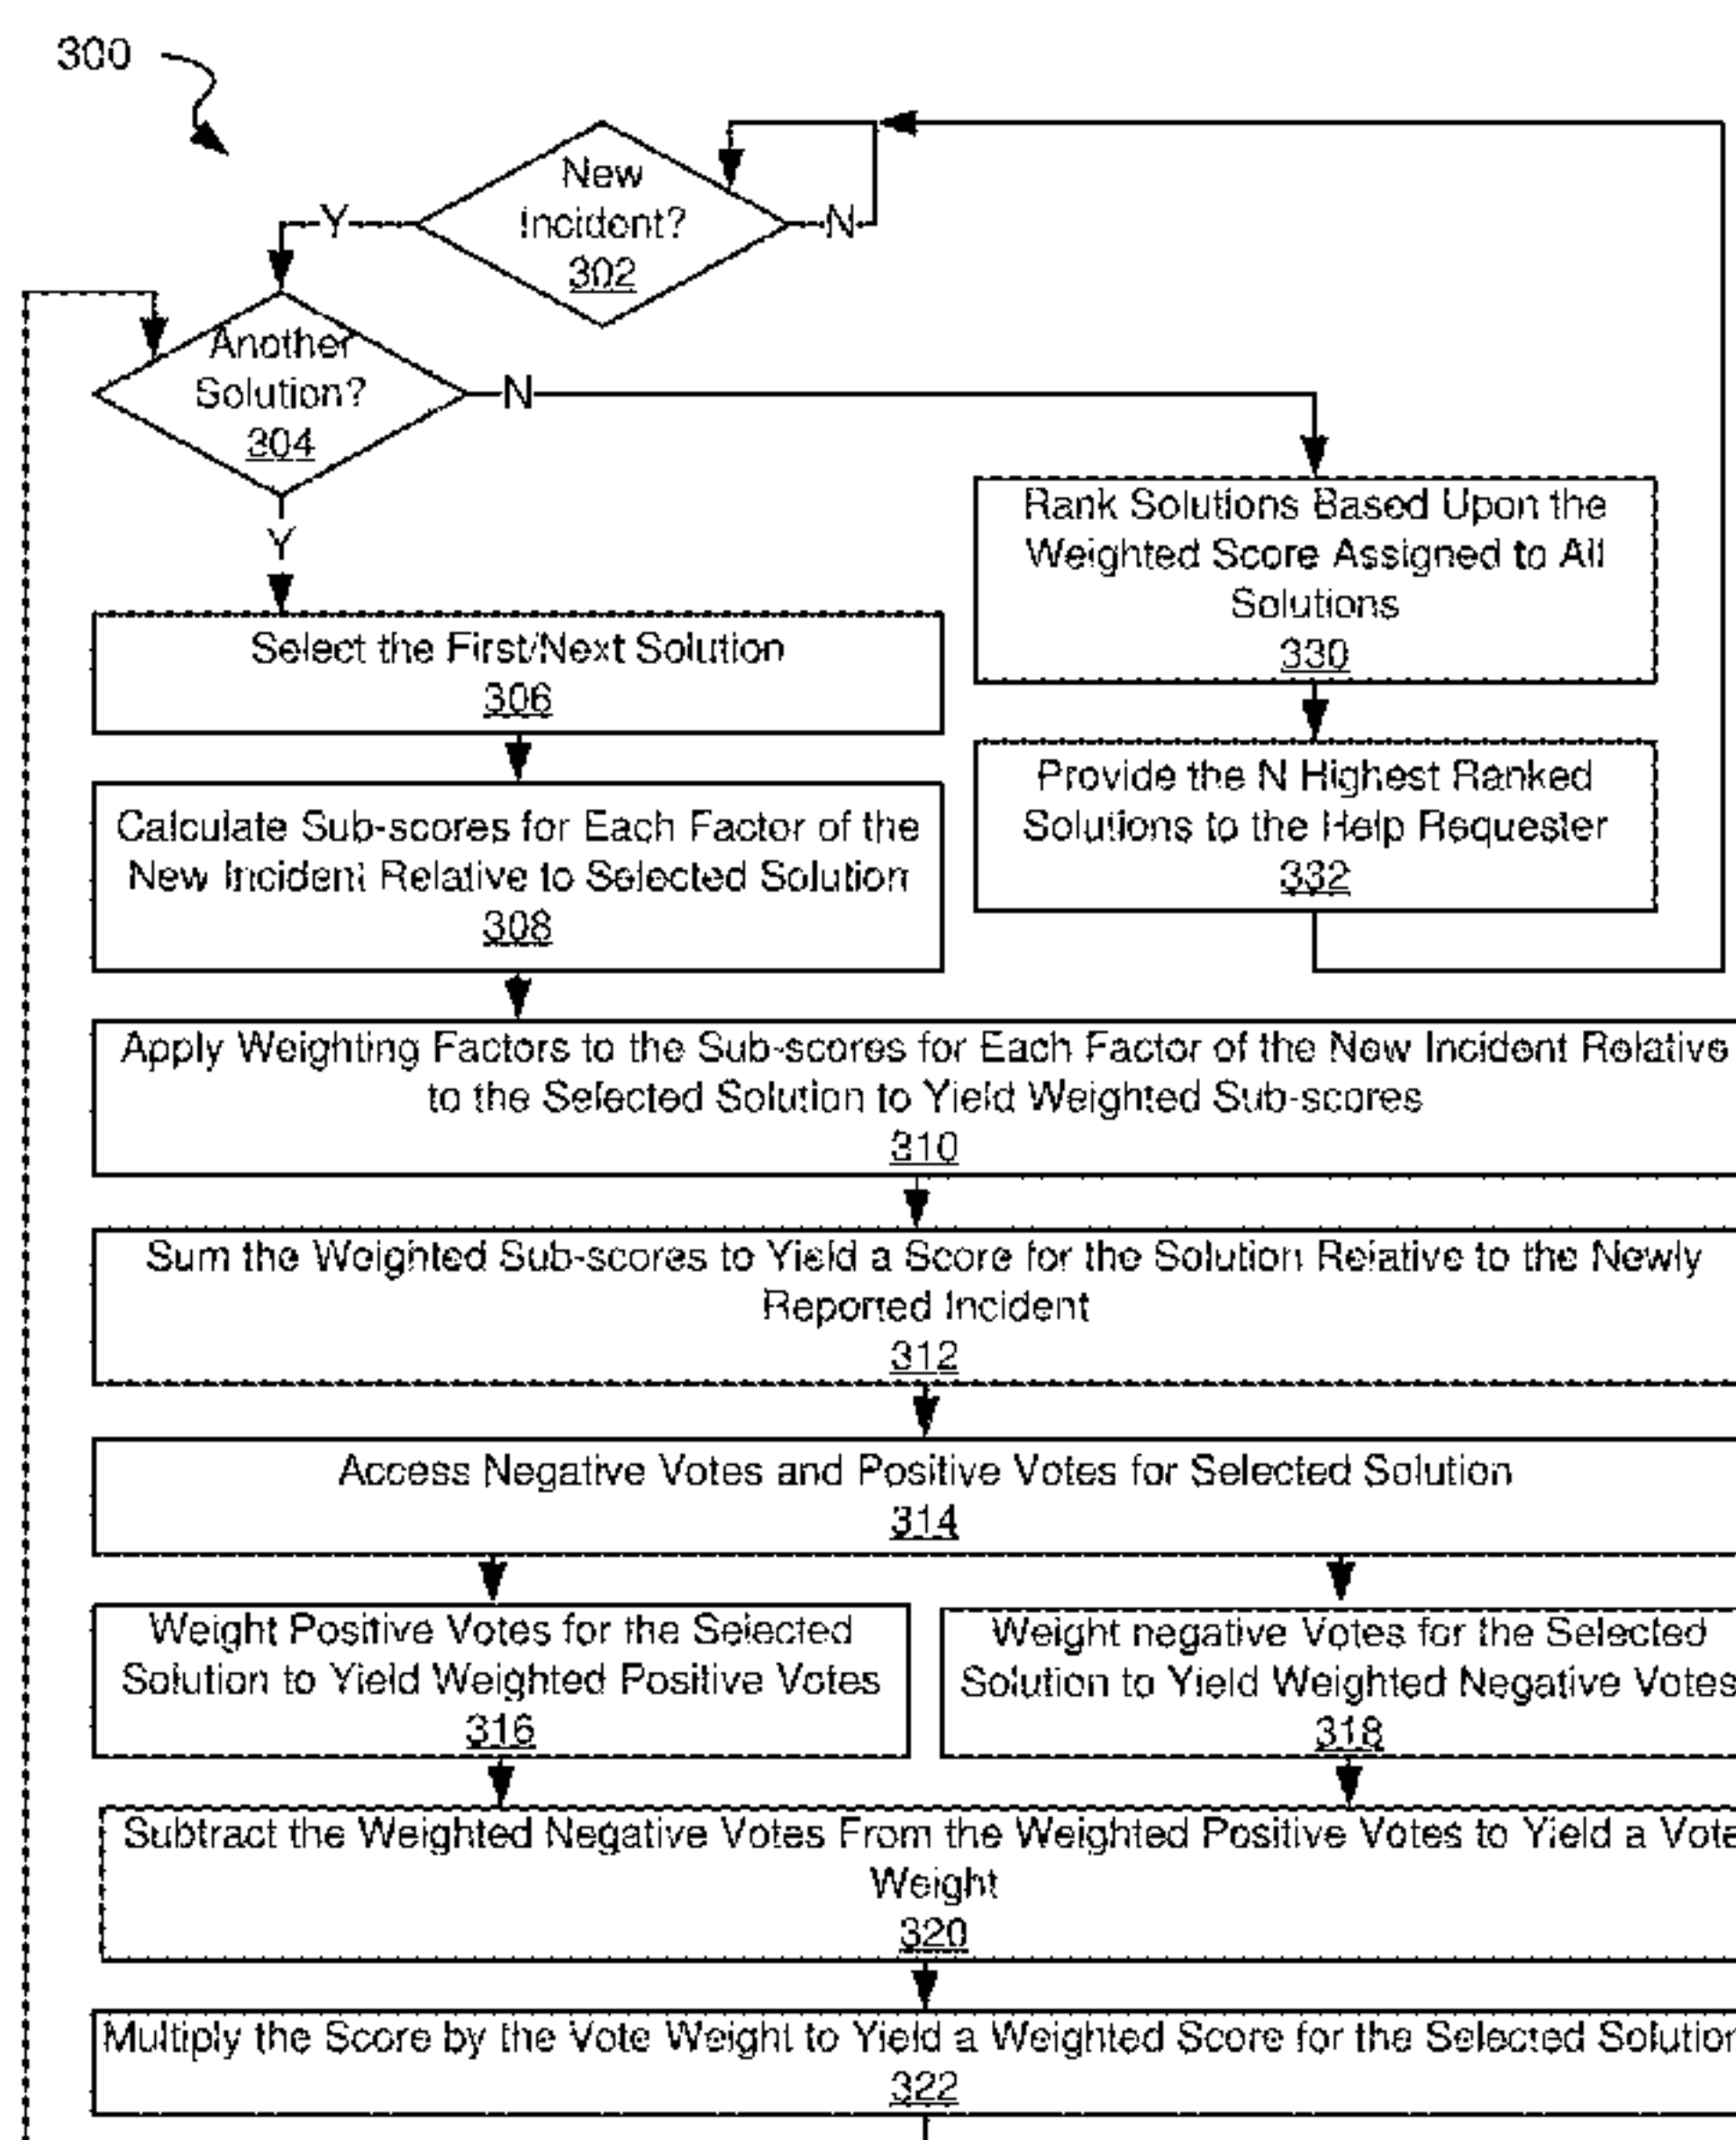 300
New
Incident?
302
Y
N
Another
Solution?
304
N
Y
Rank Solutions Based Upon the
Weighted Score Assigned to All
Solutions
330
Select the First/Next Solution
306
Provide the N Highest Ranked
Solutions to the Help Requester
332
Calculate Sub-scores for Each Factor of the
New Incident Relative to Selected Solution
308
Apply Weighting Factors to the Sub-scores for Each Factor of the New Incident Relative
to the Selected Solution to Yield Weighted Sub-scores
310
Sum the Weighted Sub-scores to Yield a Score for the Solution Relative to the Newly
Reported Incident
312
Access Negative Votes and Positive Votes for Selected Solution
314
Weight Positive Votes for the Selected
Solution to Yield Weighted Positive Votes
316
Weight negative Votes for the Selected
Solution to Yield Weighted Negative Votes
318
Subtract the Weighted Negative Votes From the Weighted Positive Votes to Yield a Vote
Weight
320
Multiply the Score by the Vote Weight to Yield a Weighted Score for the Selected Solution
322